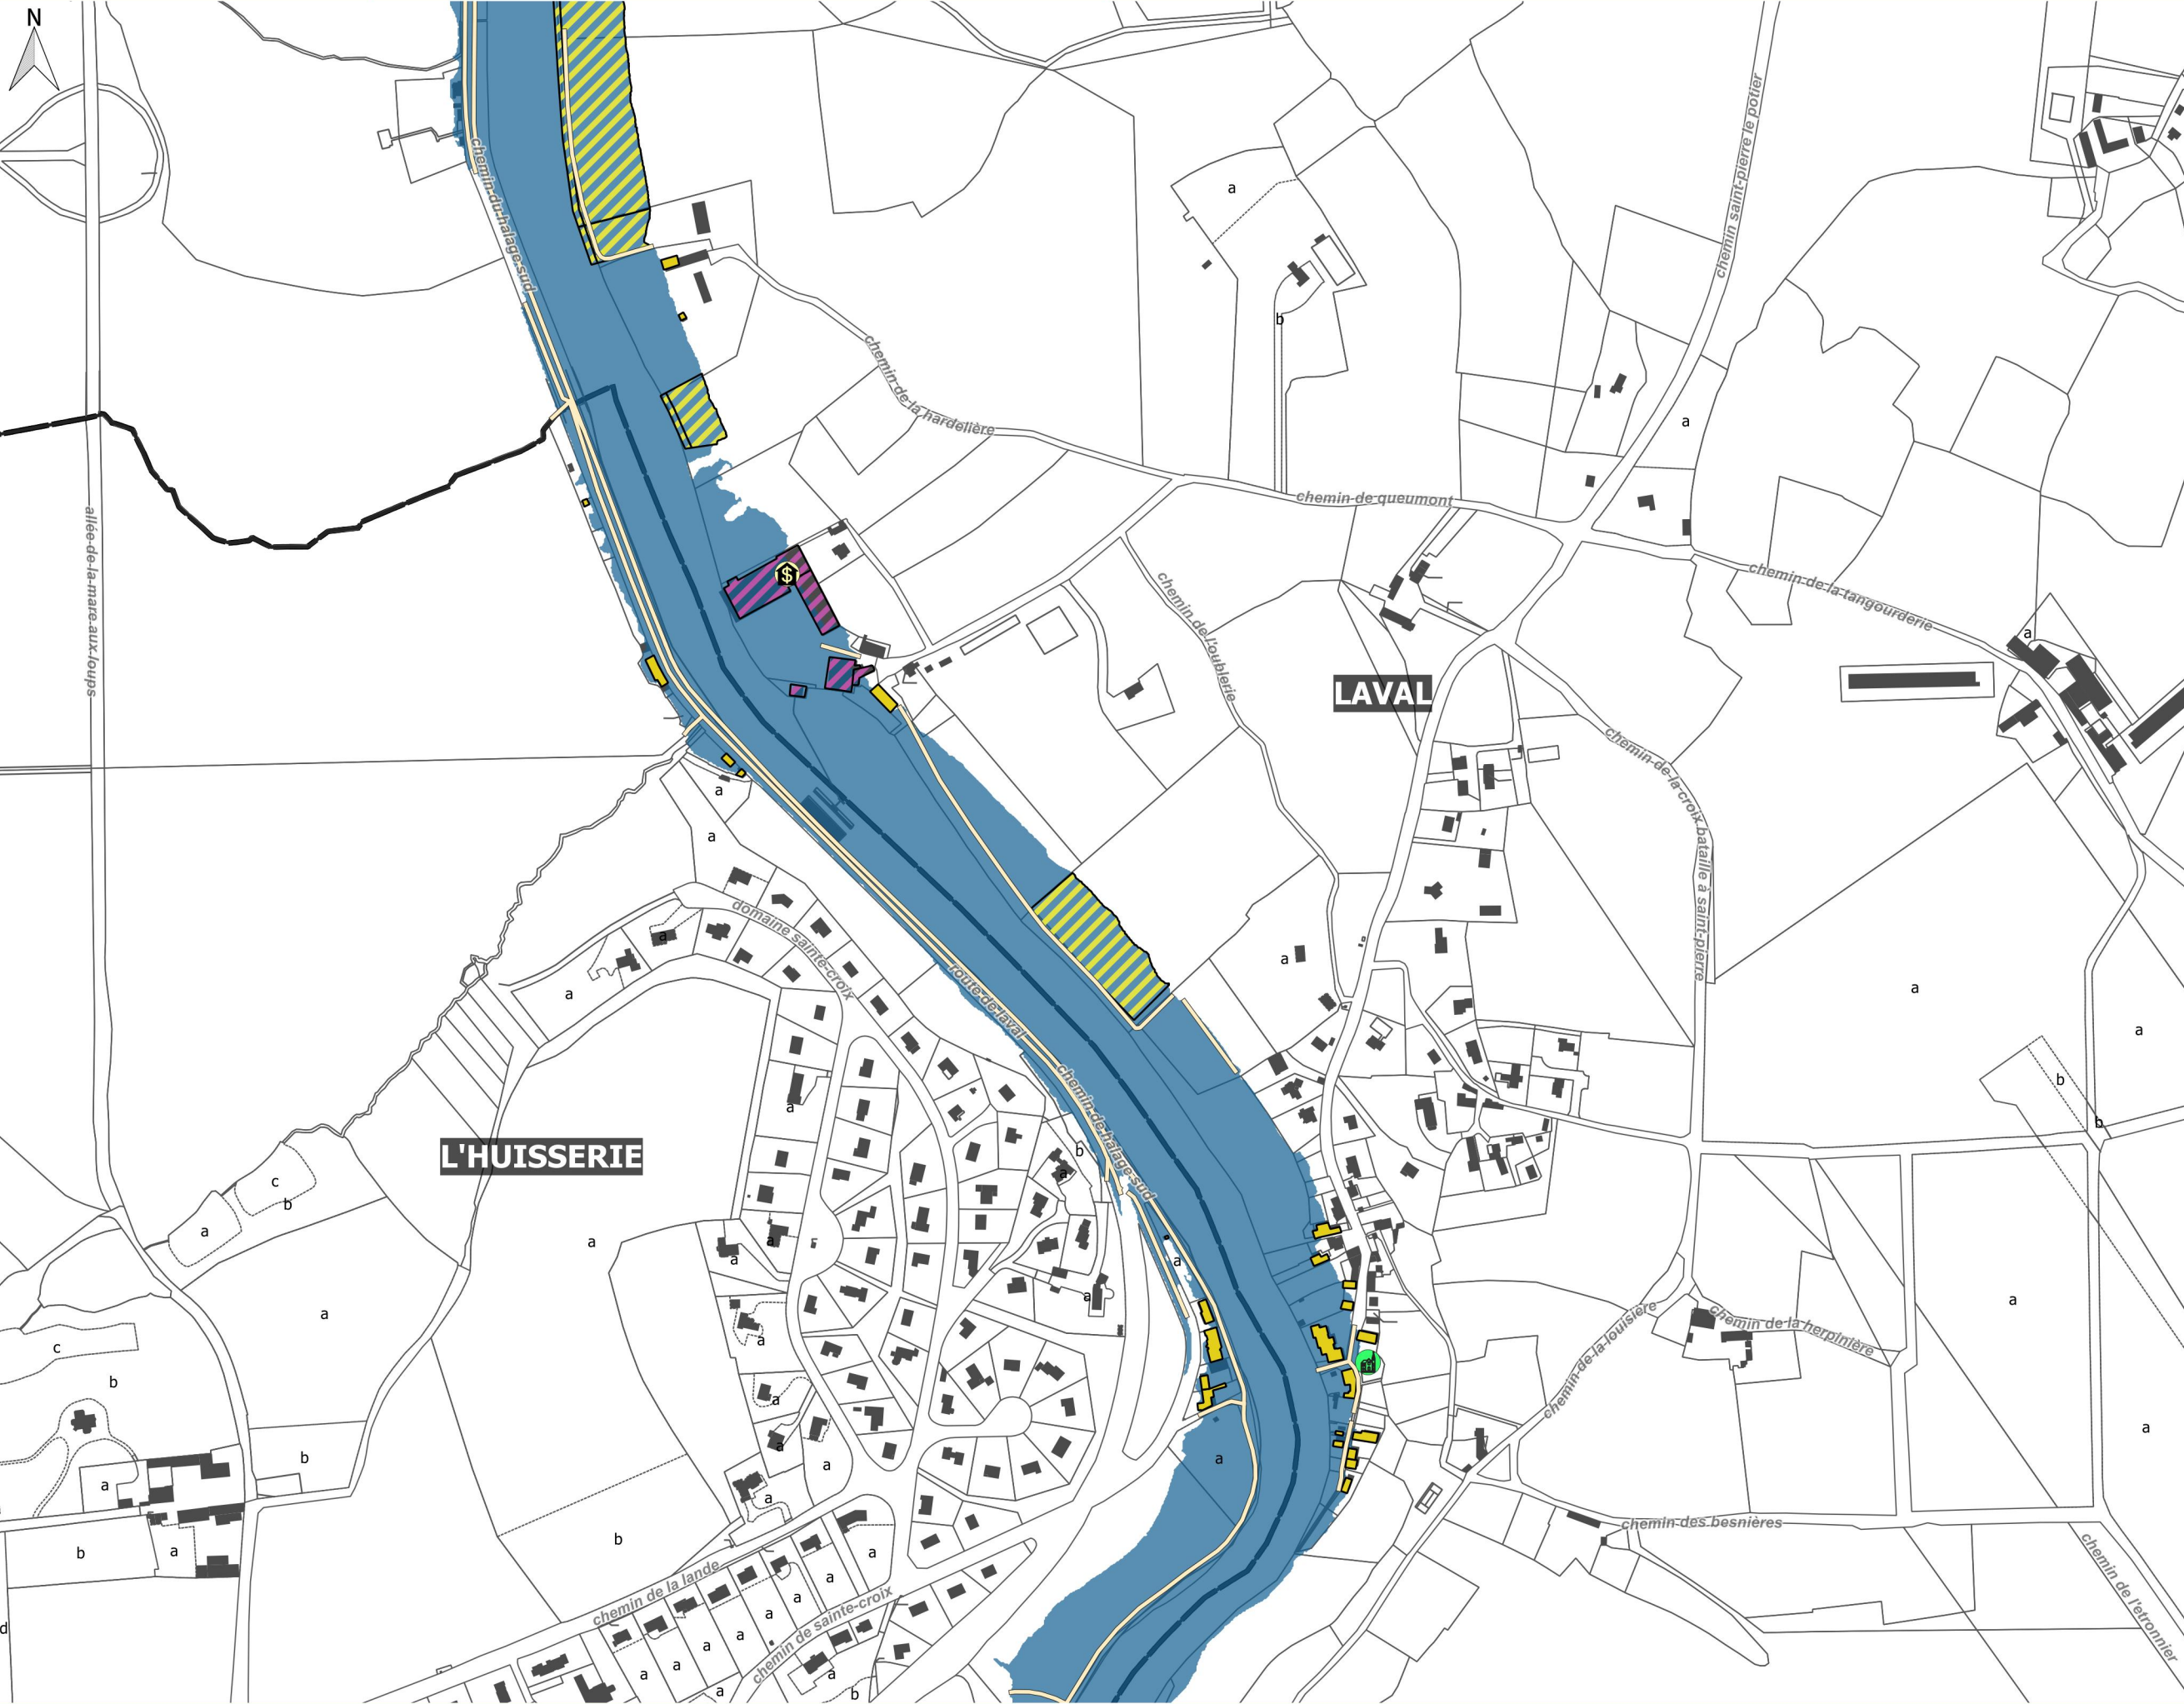 N
chemin du halage sud
chemin saint-pierre le potier
a
b
chemin de la hardelière
a
chemin de queumont
allée de la mare aux loups
$
chemin de l'oublerie
chemin de la tangourderie
a
LAVAL
chemin de la croix bataille à saint-pierre
a
a
domaine sainte-croix
a
a
a
a
route de laval
a
a
chemin de halage sud
b
b
a
b
a
L'HUISSERIE
c
b
a
a
a
a
a
a
a
a
a
chemin de la louisière
chemin de la herpinière
c
b
a
a
a
a
b
a
a
a
a
chemin des besnières
b
a
b
a
chemin de l'etronnier
chemin de la lande
a
a
a
chemin de sainte-croix
d
a
a
a
a
a
a
b